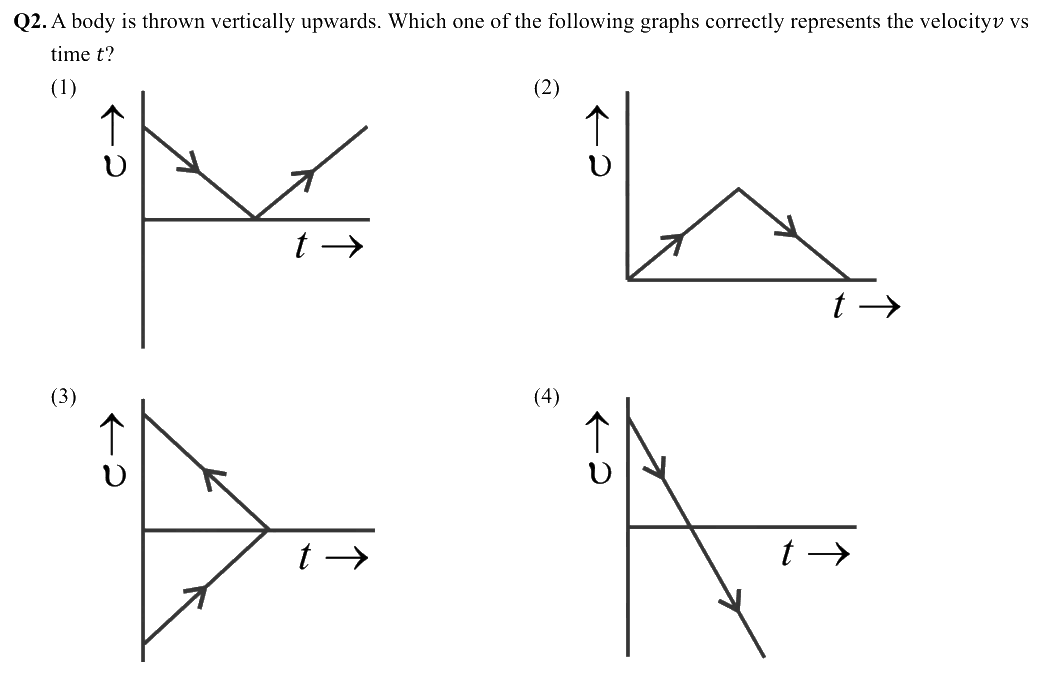 Q2. A body is thrown vertically upwards. Which one of the following graphs correctly represents the velocityv vs
time t?
(1)
(2)
↑
υ
t →
↑
υ
t →
(3)
(4)
↑
υ
t →
↑
υ
t →